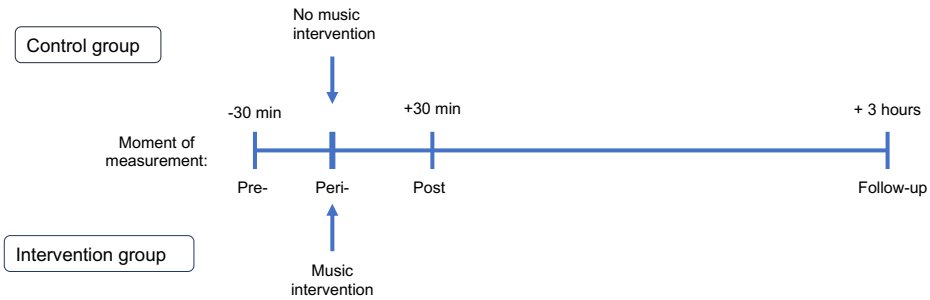 No music
intervention
Control group
-30 min
+30 min
+ 3 hours
Moment of
measurement:
Pre-
Peri-
Post
Follow-up
Intervention group
Music
intervention